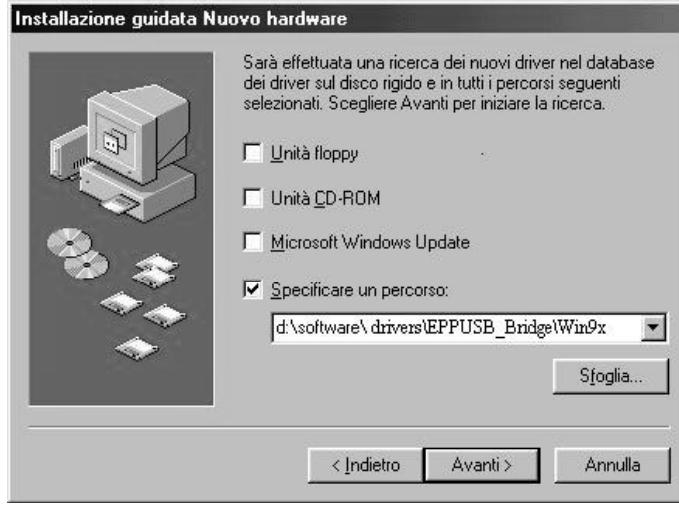 Installazione guidata Nuovo hardware
Sarà effettuata una ricerca dei nuovi driver nel database
dei driver sul disco rigido e in tutti i percorsi seguenti
selezionati. Scegliere Avanti per iniziare la ricerca.
Unità floppy
Unità CD-ROM
Microsoft Windows Update
Specificare un percorso:
d:\software\ drivers\EPPUSB_Bridge\Win9x
Sfoglia...
< Indietro
Avanti >
Annulla